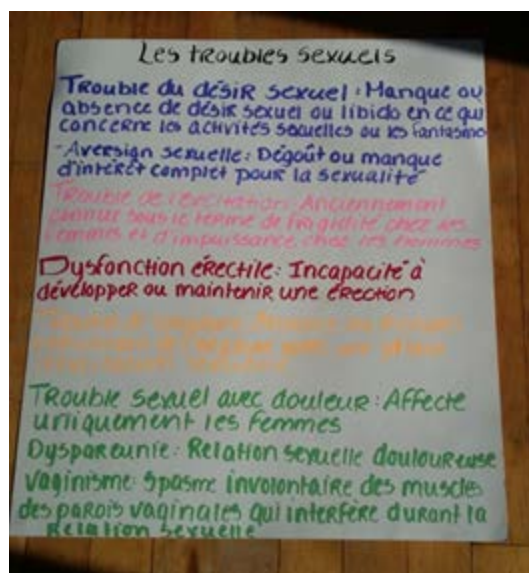 Les troubles sexuels
Trouble du désir sexuel : Manque ou
absence de désir sexuel ou libido en ce qui
concerne les activités sexuelles ou les fantasmes
-Aversion sexuelle : Dégoût ou manque
d'intérêt complet pour la sexualité
Trouble de l'excitation: Anciennement
connue sous le terme de frigidité chez les
femmes et d'impuissance chez les hommes
Dysfonction érectile: Incapacité à
développer ou maintenir une érection
Trouble sexuel avec douleur : Affecte
uniquement les femmes
Dyspareunie : Relation sexuelle douloureuse
Vaginisme: Spasme involontaire des muscles
des parois vaginales qui interfère durant la
Relation sexuelle